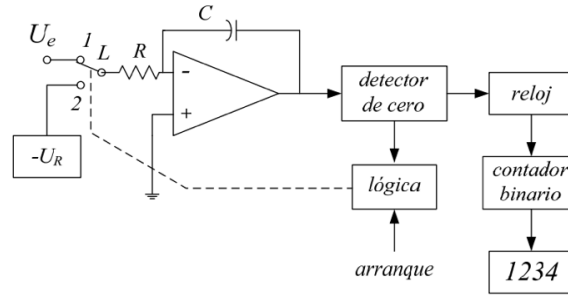 C
U_e
1
L
R
-
detector
de cero
reloj
2
+
-U_R
lógica
contador
binario
arranque
1234